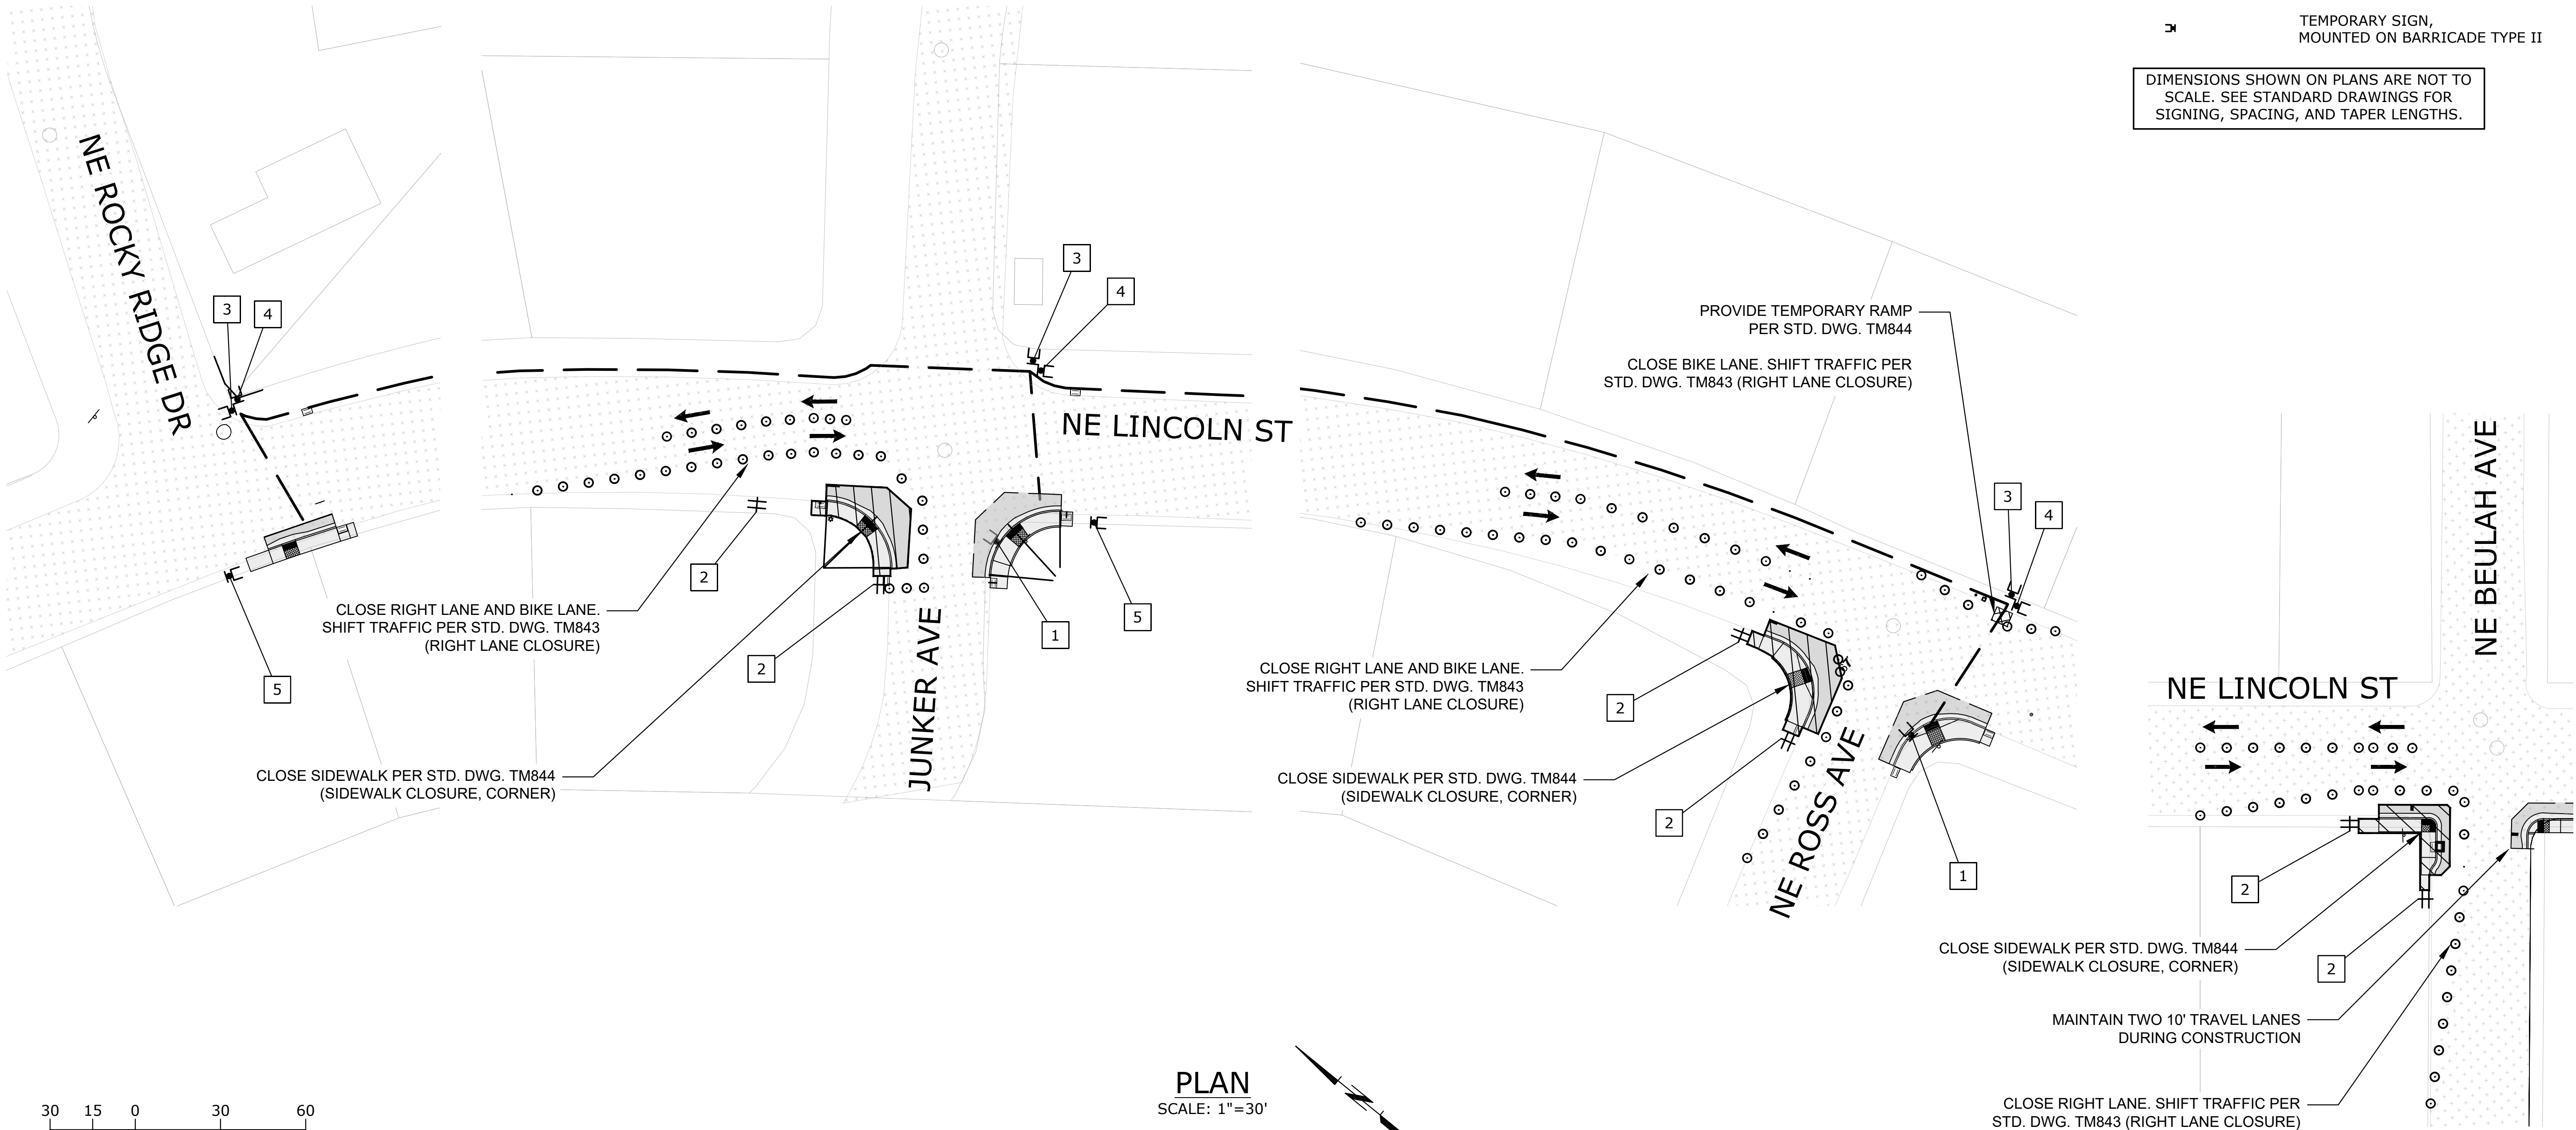 TEMPORARY SIGN,
MOUNTED ON BARRICADE TYPE II
DIMENSIONS SHOWN ON PLANS ARE NOT TO
SCALE. SEE STANDARD DRAWINGS FOR
SIGNING, SPACING, AND TAPER LENGTHS.
NE ROCKY RIDGE DR
3
4
5
3
4
NE LINCOLN ST
2
CLOSE RIGHT LANE AND BIKE LANE.
SHIFT TRAFFIC PER STD. DWG. TM843
(RIGHT LANE CLOSURE)
2
1
5
JUNKER AVE
CLOSE SIDEWALK PER STD. DWG. TM844
(SIDEWALK CLOSURE, CORNER)
PROVIDE TEMPORARY RAMP
PER STD. DWG. TM844
CLOSE BIKE LANE. SHIFT TRAFFIC PER
STD. DWG. TM843 (RIGHT LANE CLOSURE)
3
4
CLOSE RIGHT LANE AND BIKE LANE.
SHIFT TRAFFIC PER STD. DWG. TM843
(RIGHT LANE CLOSURE)
2
CLOSE SIDEWALK PER STD. DWG. TM844
(SIDEWALK CLOSURE, CORNER)
2
NE ROSS AVE
1
NE BEULAH AVE
NE LINCOLN ST
2
CLOSE SIDEWALK PER STD. DWG. TM844
(SIDEWALK CLOSURE, CORNER)
2
MAINTAIN TWO 10' TRAVEL LANES
DURING CONSTRUCTION
CLOSE RIGHT LANE. SHIFT TRAFFIC PER
STD. DWG. TM843 (RIGHT LANE CLOSURE)
PLAN
SCALE: 1"=30'
N
30 15 0 30 60